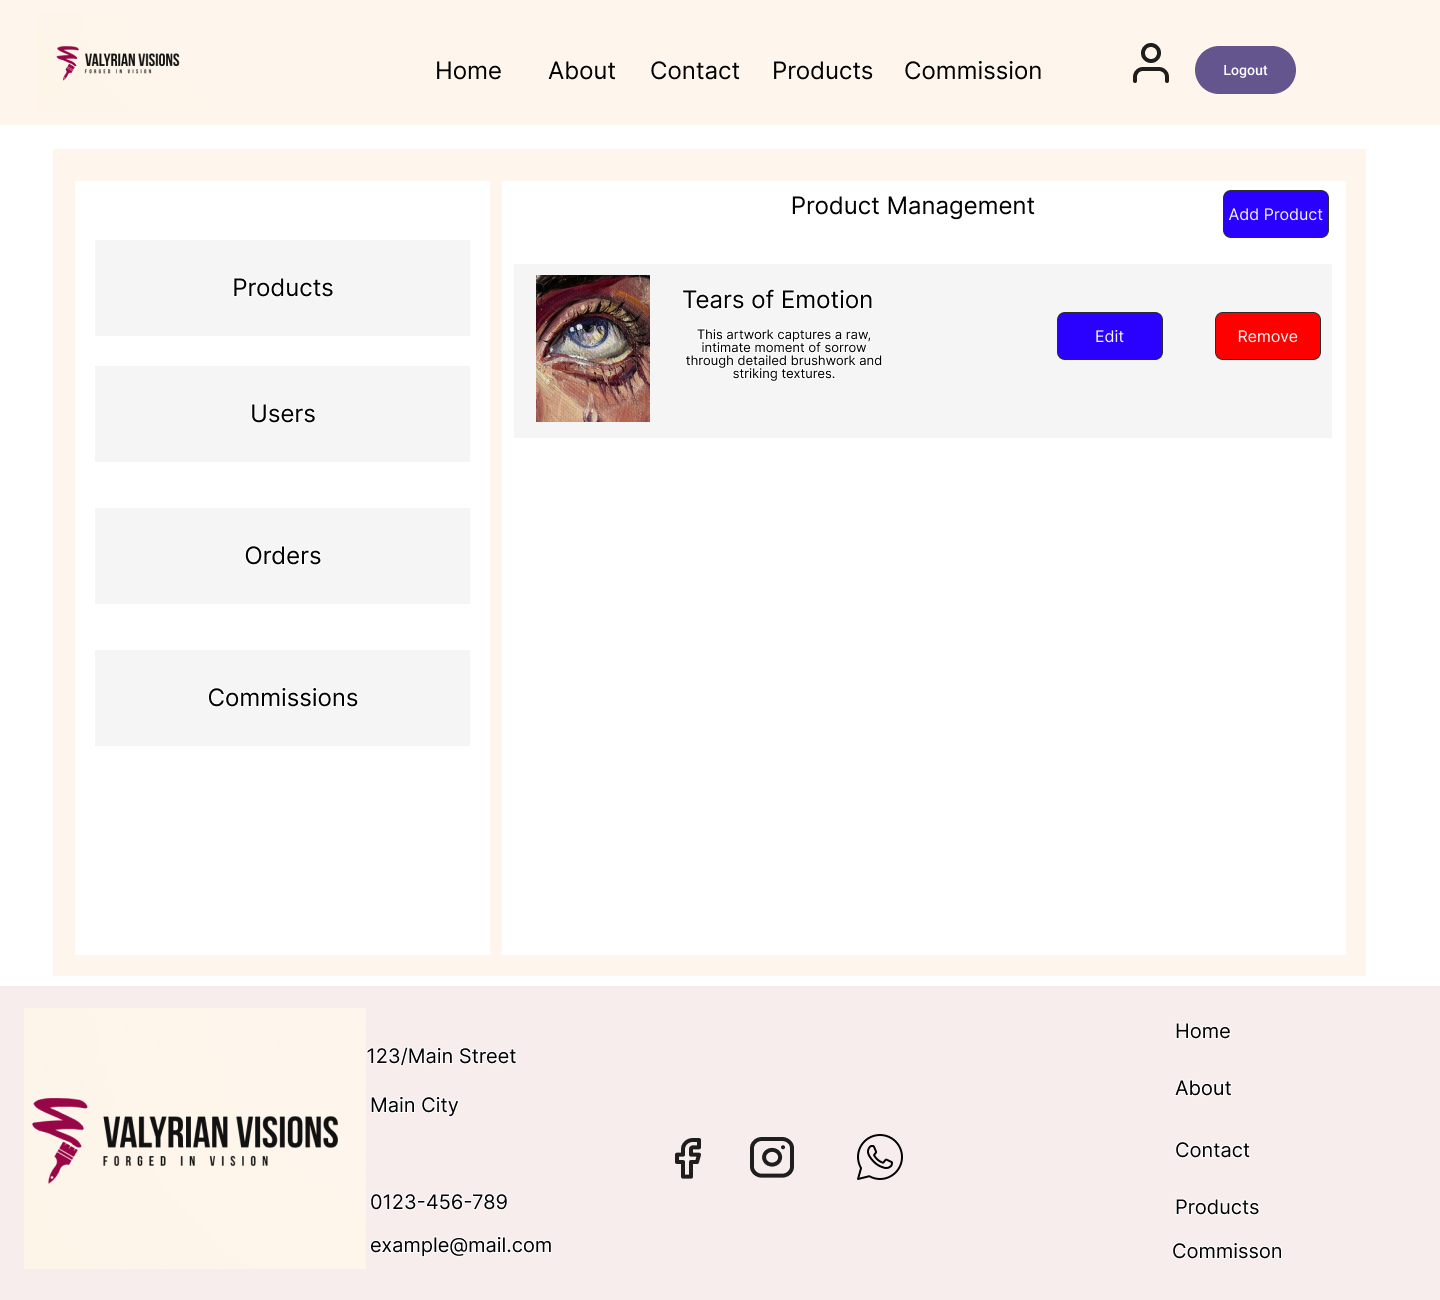 VALYRIAN VISIONS
FORGED IN VISION
Home About Contact Products Commission
Logout
Products
Users
Orders
Commissions
Product Management
Add Product
Tears of Emotion
This artwork captures a raw,
intimate moment of sorrow
through detailed brushwork and
striking textures.
Edit
Remove
VALYRIAN VISIONS
FORGED IN VISION
123/Main Street
Main City
0123-456-789
example@mail.com
Home
About
Contact
Products
Commisson